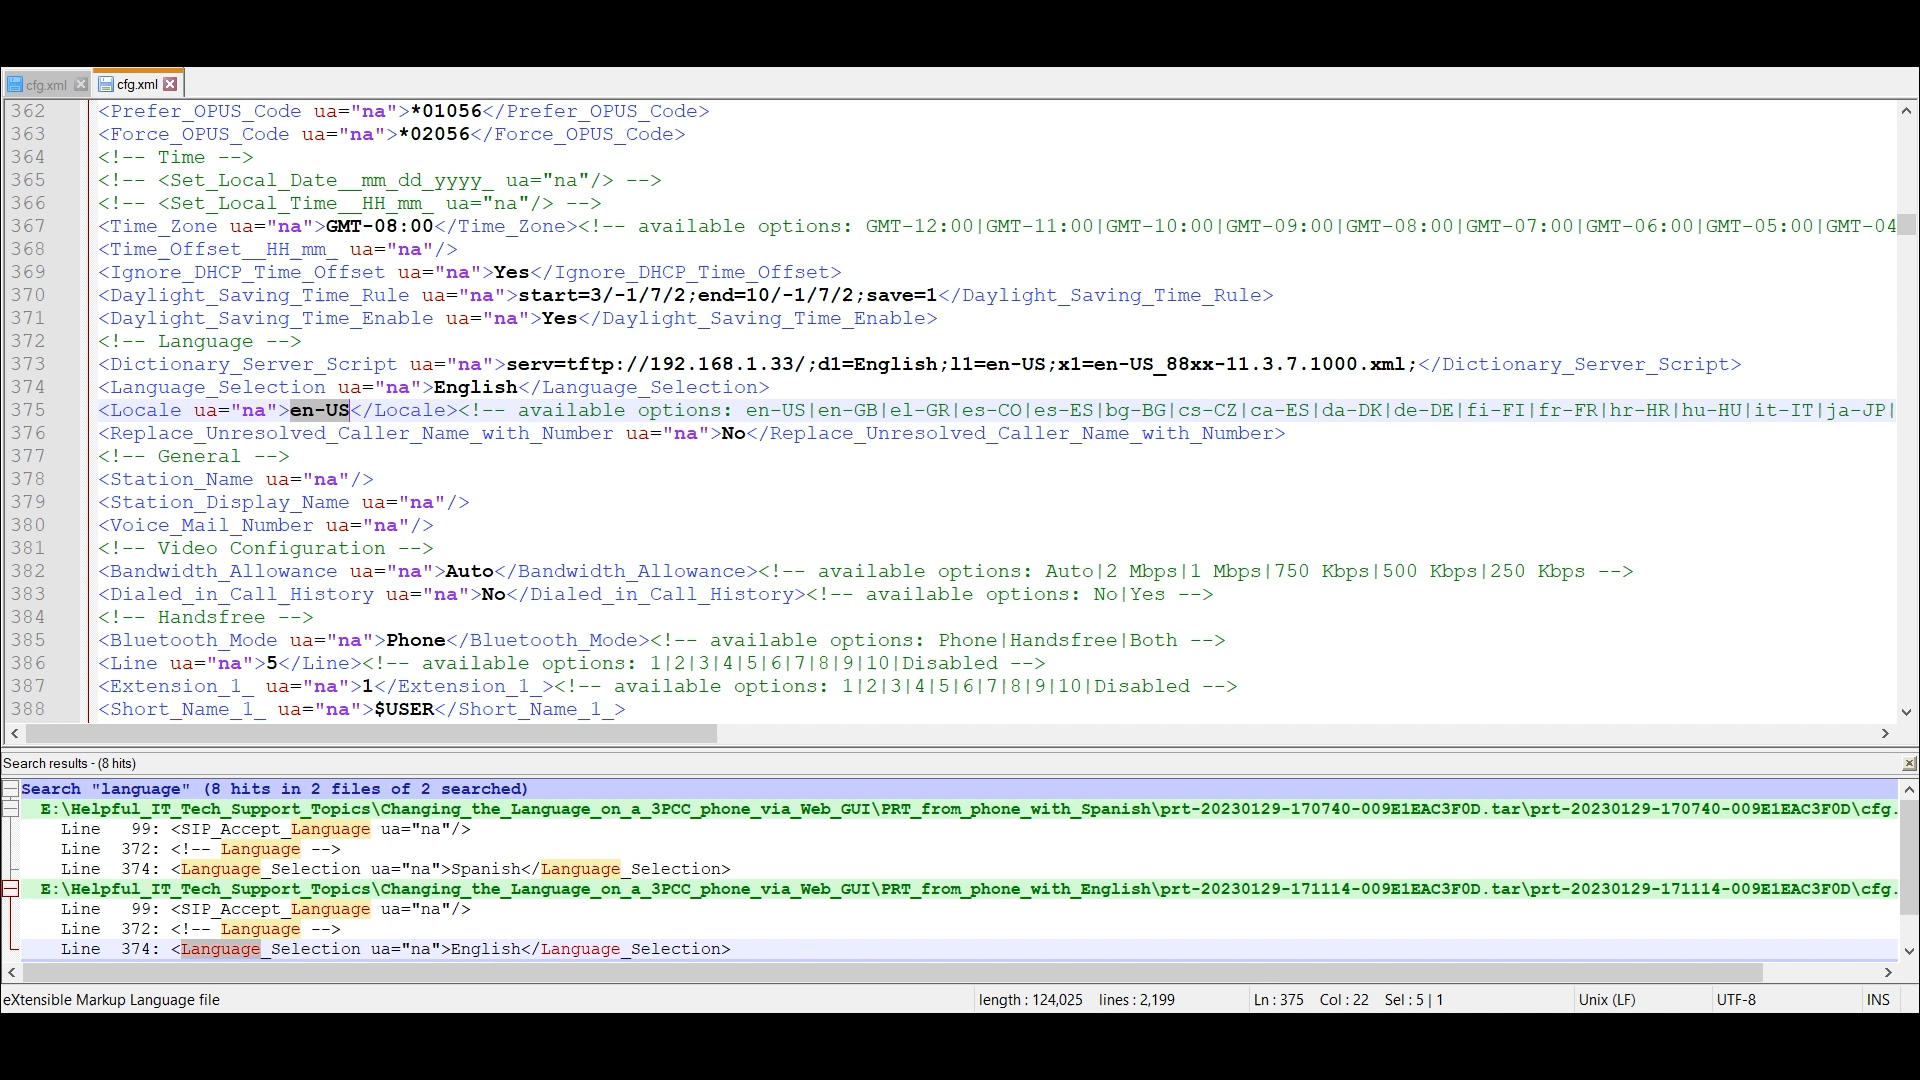 cfg.xml cfg.xml
362 <Prefer_OPUS_Code ua="na">*01056</Prefer_OPUS_Code>
363 <Force_OPUS_Code ua="na">*02056</Force_OPUS_Code>
364 <!-- Time -->
365 <!-- <Set_Local_Date__mm_dd_yyyy_ ua="na"/> -->
366 <!-- <Set_Local_Time__HH_mm_ ua="na"/> -->
367 <Time_Zone ua="na">GMT-08:00</Time_Zone><!-- available options: GMT-12:00|GMT-11:00|GMT-10:00|GMT-09:00|GMT-08:00|GMT-07:00|GMT-06:00|GMT-05:00|GMT-04
368 <Time_Offset__HH_mm_ ua="na"/>
369 <Ignore_DHCP_Time_Offset ua="na">Yes</Ignore_DHCP_Time_Offset>
370 <Daylight_Saving_Time_Rule ua="na">start=3/-1/7/2;end=10/-1/7/2;save=1</Daylight_Saving_Time_Rule>
371 <Daylight_Saving_Time_Enable ua="na">Yes</Daylight_Saving_Time_Enable>
372 <!-- Language -->
373 <Dictionary_Server_Script ua="na">serv=tftp://192.168.1.33/;d1=English;l1=en-US;x1=en-US_88xx-11.3.7.1000.xml;</Dictionary_Server_Script>
374 <Language_Selection ua="na">English</Language_Selection>
375 <Locale ua="na">en-US</Locale><!-- available options: en-US|en-GB|el-GR|es-CO|es-ES|bg-BG|cs-CZ|ca-ES|da-DK|de-DE|fi-FI|fr-FR|hr-HR|hu-HU|it-IT|ja-JP|
376 <Replace_Unresolved_Caller_Name_with_Number ua="na">No</Replace_Unresolved_Caller_Name_with_Number>
377 <!-- General -->
378 <Station_Name ua="na"/>
379 <Station_Display_Name ua="na"/>
380 <Voice_Mail_Number ua="na"/>
381 <!-- Video Configuration -->
382 <Bandwidth_Allowance ua="na">Auto</Bandwidth_Allowance><!-- available options: Auto|2 Mbps|1 Mbps|750 Kbps|500 Kbps|250 Kbps -->
383 <Dialed_in_Call_History ua="na">No</Dialed_in_Call_History><!-- available options: No|Yes -->
384 <!-- Handsfree -->
385 <Bluetooth_Mode ua="na">Phone</Bluetooth_Mode><!-- available options: Phone|Handsfree|Both -->
386 <Line ua="na">5</Line><!-- available options: 1|2|3|4|5|6|7|8|9|10|Disabled -->
387 <Extension_1_ ua="na">1</Extension_1_><!-- available options: 1|2|3|4|5|6|7|8|9|10|Disabled -->
388 <Short_Name_1_ ua="na">$USER</Short_Name_1_>
Search results - (8 hits)
Search "language" (8 hits in 2 files of 2 searched)
E:\Helpful_IT_Tech_Support_Topics\Changing_the_Language_on_a_3PCC_phone_via_Web_GUI\PRT_from_phone_with_Spanish\prt-20230129-170740-009E1EAC3F0D.tar\prt-20230129-170740-009E1EAC3F0D\cfg.
Line 99: <SIP_Accept_Language ua="na"/>
Line 372: <!-- Language -->
Line 374: <Language_Selection ua="na">Spanish</Language_Selection>
E:\Helpful_IT_Tech_Support_Topics\Changing_the_Language_on_a_3PCC_phone_via_Web_GUI\PRT_from_phone_with_English\prt-20230129-171114-009E1EAC3F0D.tar\prt-20230129-171114-009E1EAC3F0D\cfg.
Line 99: <SIP_Accept_Language ua="na"/>
Line 372: <!-- Language -->
Line 374: <Language_Selection ua="na">English</Language_Selection>
eXtensible Markup Language file length : 124,025 lines : 2,199 Ln : 375 Col : 22 Sel : 5 | 1 Unix (LF) UTF-8 INS